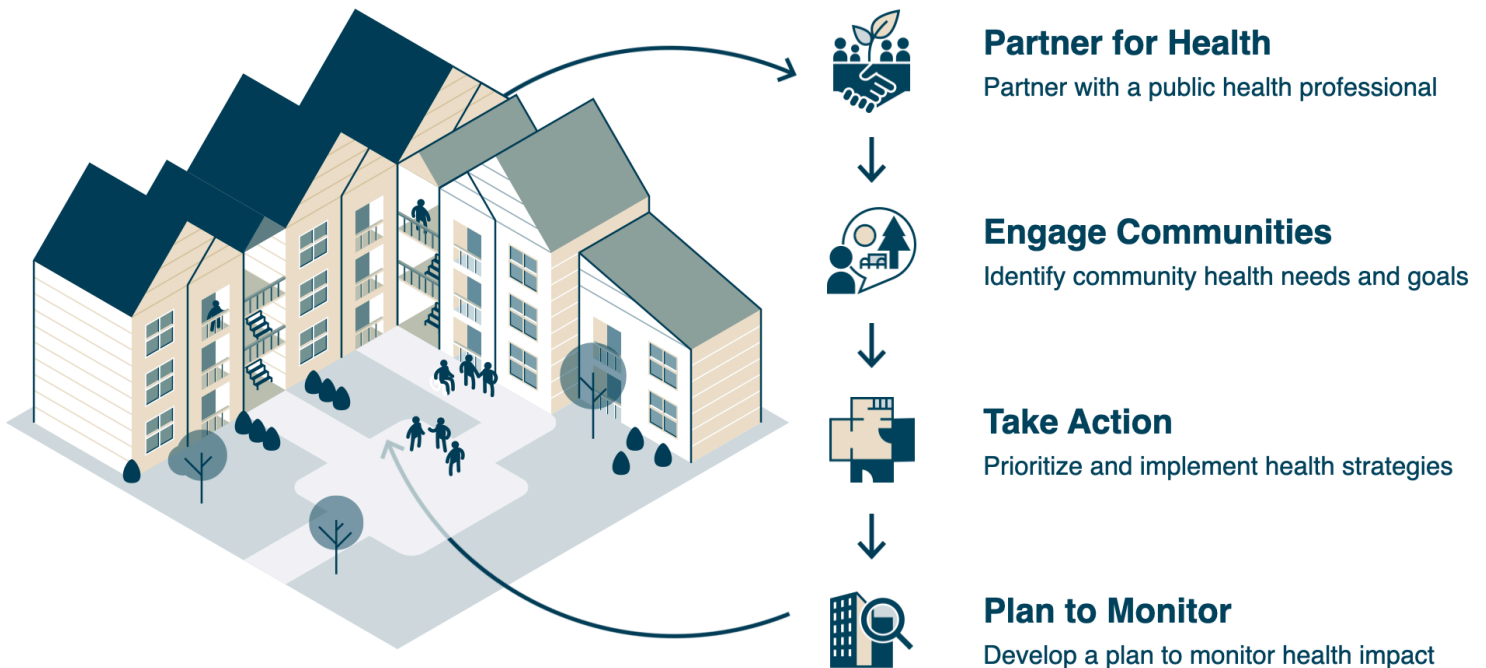 Partner for Health
Partner with a public health professional
Engage Communities
Identify community health needs and goals
Take Action
Prioritize and implement health strategies
Plan to Monitor
Develop a plan to monitor health impact